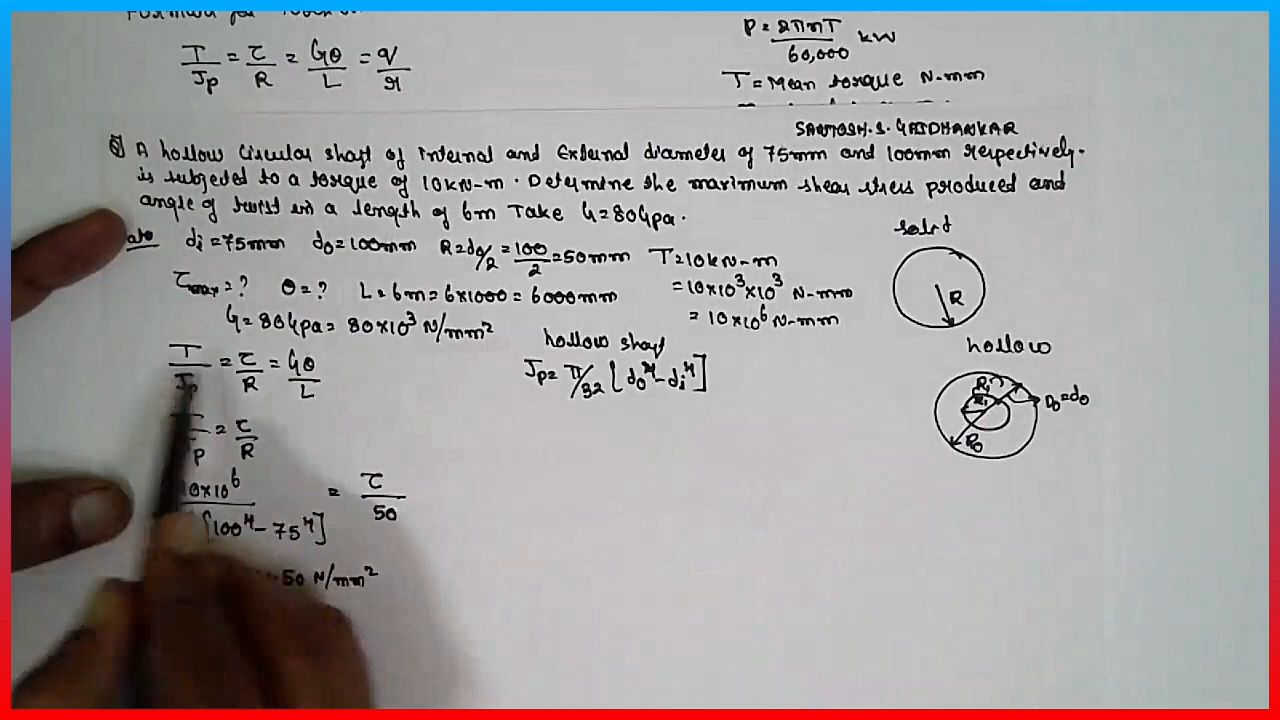 T/Jp = τ/R = Gθ/L = q/r
P = 2πnT/60,000 kW
T = Mean torque N-mm
SANTOSH.S. GAIDHANKAR
Q A hollow circular shaft of internal and External diameter of 75mm and 100mm respectively.
is subjected to a torque of 10kN-m. Determine the maximum shear stress produced and
angle of twist in a length of 6m Take G=80Gpa.
di=75mm do=100mm R=do/2=100/2=50mm T=10kN-m
=10×10³×10³ N-mm
= 10×10⁶ N-mm
τmax=? θ=? L=6m=6×1000=6000mm
G=80Gpa= 80×10³ N/mm²
T/Jp = τ/R = Gθ/L
hollow shaft
Jp= π/32 [do⁴-di⁴]
= τ/R
10×10⁶
[100⁴-75⁴]
= τ/50
.50 N/mm²
solid
R
hollow
Ro
Do=do